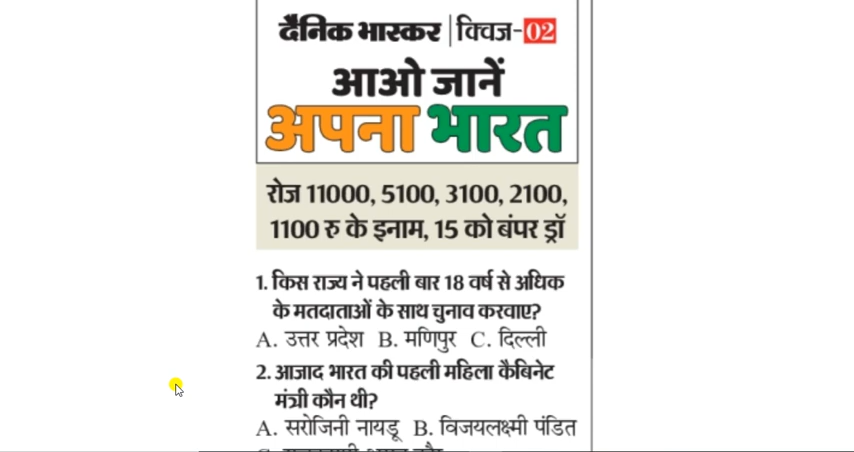 दैनिक भास्कर | क्विज-02
आओ जानें
अपना भारत
रोज 11000, 5100, 3100, 2100,
1100 रु के इनाम, 15 को बंपर ड्रॉ
1. किस राज्य ने पहली बार 18 वर्ष से अधिक
के मतदाताओं के साथ चुनाव करवाए?
A. उत्तर प्रदेश B. मणिपुर C. दिल्ली
2. आजाद भारत की पहली महिला कैबिनेट
मंत्री कौन थी?
A. सरोजिनी नायडू B. विजयलक्ष्मी पंडित